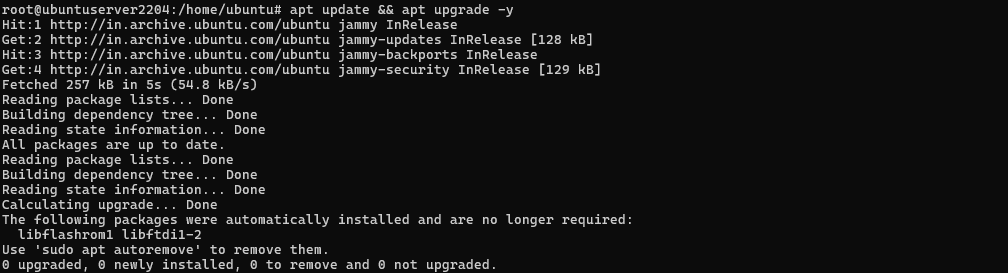 root@ubuntuserver2204:/home/ubuntu# apt update && apt upgrade -y
Hit:1 http://in.archive.ubuntu.com/ubuntu jammy InRelease
Get:2 http://in.archive.ubuntu.com/ubuntu jammy-updates InRelease [128 kB]
Hit:3 http://in.archive.ubuntu.com/ubuntu jammy-backports InRelease
Get:4 http://in.archive.ubuntu.com/ubuntu jammy-security InRelease [129 kB]
Fetched 257 kB in 5s (54.8 kB/s)
Reading package lists... Done
Building dependency tree... Done
Reading state information... Done
All packages are up to date.
Reading package lists... Done
Building dependency tree... Done
Reading state information... Done
Calculating upgrade... Done
The following packages were automatically installed and are no longer required:
  libflashrom1 libftdi1-2
Use 'sudo apt autoremove' to remove them.
0 upgraded, 0 newly installed, 0 to remove and 0 not upgraded.